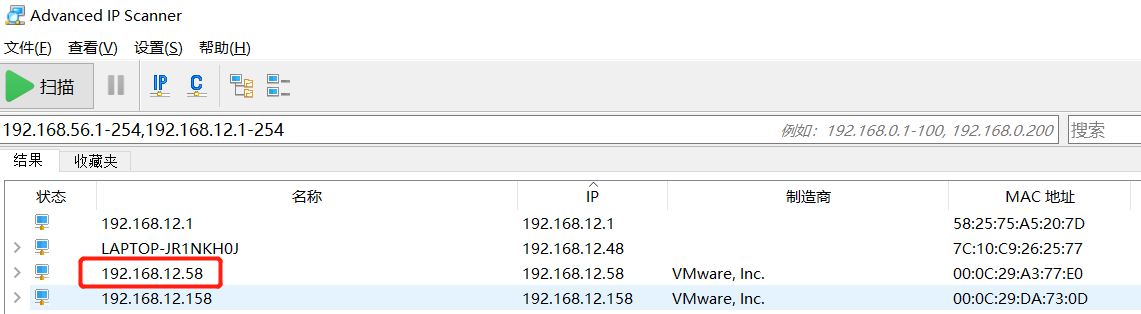 Advanced IP Scanner
文件(F) 查看(V) 设置(S) 帮助(H)
扫描 IP C
192.168.56.1-254,192.168.12.1-254 例如：192.168.0.1-100, 192.168.0.200 搜索
结果 收藏夹
状态 名称 IP 制造商 MAC 地址
192.168.12.1 192.168.12.1 58:25:75:A5:20:7D
LAPTOP-JR1NKH0J 192.168.12.48 7C:10:C9:26:25:77
192.168.12.58 192.168.12.58 VMware, Inc. 00:0C:29:A3:77:E0
192.168.12.158 192.168.12.158 VMware, Inc. 00:0C:29:DA:73:0D